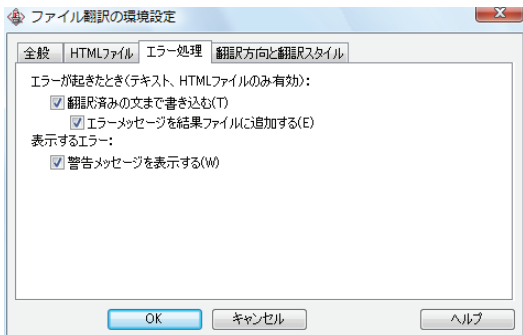 ファイル翻訳の環境設定
全般 HTMLファイル エラー処理 翻訳方向と翻訳スタイル
エラーが起きたとき(テキスト、HTMLファイルのみ有効):
翻訳済みの文まで書き込む(T)
エラーメッセージを結果ファイルに追加する(E)
表示するエラー:
警告メッセージを表示する(W)
OK キャンセル ヘルプ